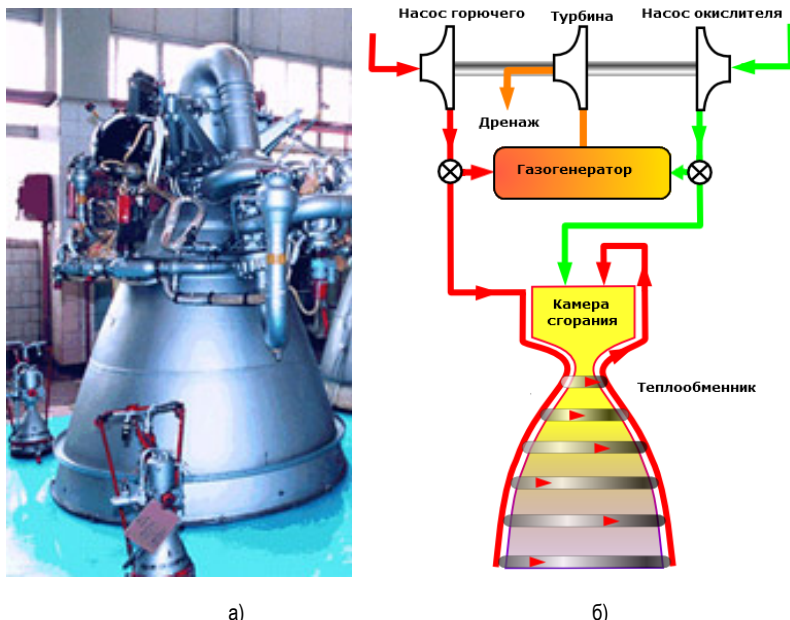 Насос горючего
Турбина
Насос окислителя
Дренаж
Газогенератор
Камера
сгорания
Теплообменник
а)
б)